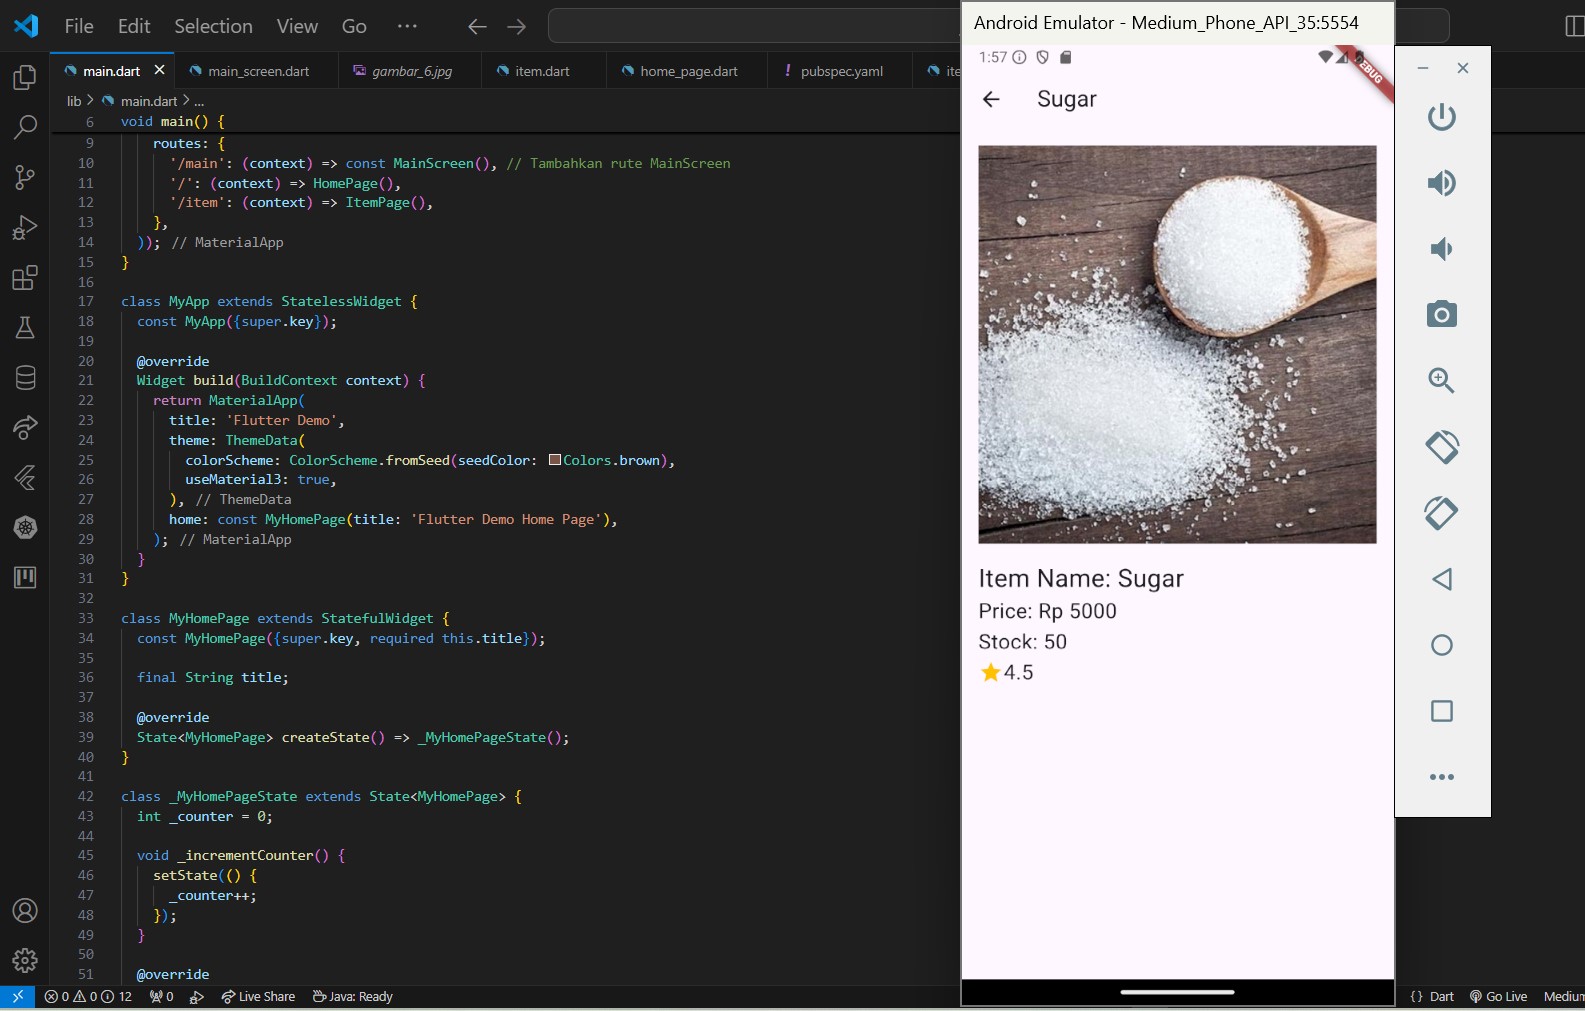 File Edit Selection View Go ···
main.dart main_screen.dart gambar_6.jpg item.dart home_page.dart ! pubspec.yaml ite
lib > main.dart > ...
6 void main() {
9 routes: {
10 '/main': (context) => const MainScreen(), // Tambahkan rute MainScreen
11 '/': (context) => HomePage(),
12 '/item': (context) => ItemPage(),
13 },
14 )); // MaterialApp
15 }
16
17 class MyApp extends StatelessWidget {
18 const MyApp({super.key});
19
20 @override
21 Widget build(BuildContext context) {
22 return MaterialApp(
23 title: 'Flutter Demo',
24 theme: ThemeData(
25 colorScheme: ColorScheme.fromSeed(seedColor: Colors.brown),
26 useMaterial3: true,
27 ), // ThemeData
28 home: const MyHomePage(title: 'Flutter Demo Home Page'),
29 ); // MaterialApp
30 }
31 }
32
33 class MyHomePage extends StatefulWidget {
34 const MyHomePage({super.key, required this.title});
35
36 final String title;
37
38 @override
39 State<MyHomePage> createState() => _MyHomePageState();
40 }
41
42 class _MyHomePageState extends State<MyHomePage> {
43 int _counter = 0;
44
45 void _incrementCounter() {
46 setState(() {
47 _counter++;
48 });
49 }
50
51 @override
0 0 12 0 Live Share Java: Ready
Android Emulator - Medium_Phone_API_35:5554
1:57
Sugar
Item Name: Sugar
Price: Rp 5000
Stock: 50
4.5
{ } Dart Go Live Medium